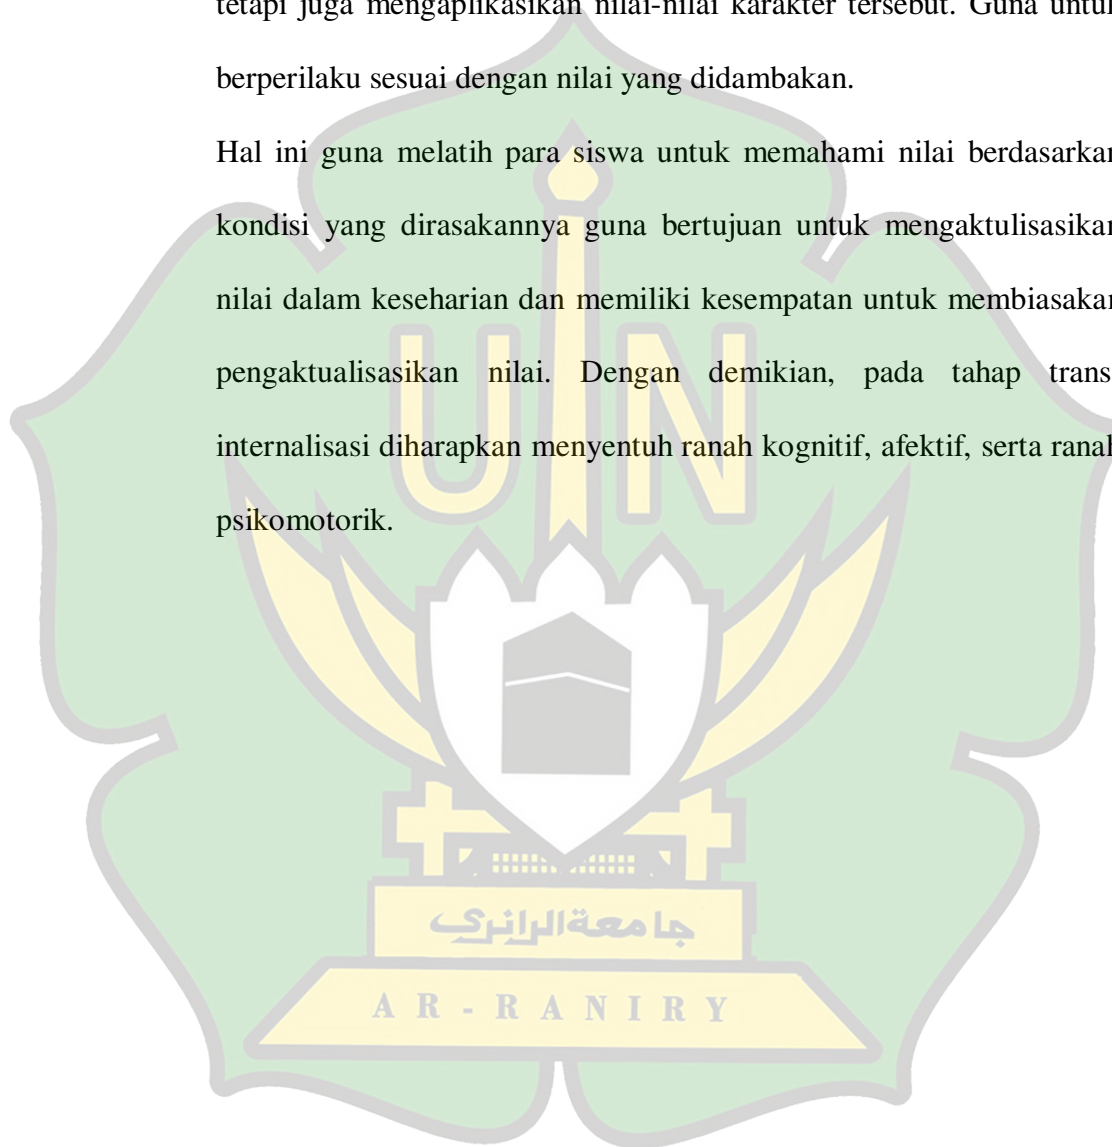 tetapi juga mengaplikasikan nilai-nilai karakter tersebut. Guna untuk
berperilaku sesuai dengan nilai yang didambakan.
Hal ini guna melatih para siswa untuk memahami nilai berdasarkan
kondisi yang dirasakannya guna bertujuan untuk mengaktulisasikan
nilai dalam keseharian dan memiliki kesempatan untuk membiasakan
pengaktualisasikan nilai. Dengan demikian, pada tahap trans-
internalisasi diharapkan menyentuh ranah kognitif, afektif, serta ranah
psikomotorik.
UIN
جامعة الرانري
AR-RANIRY